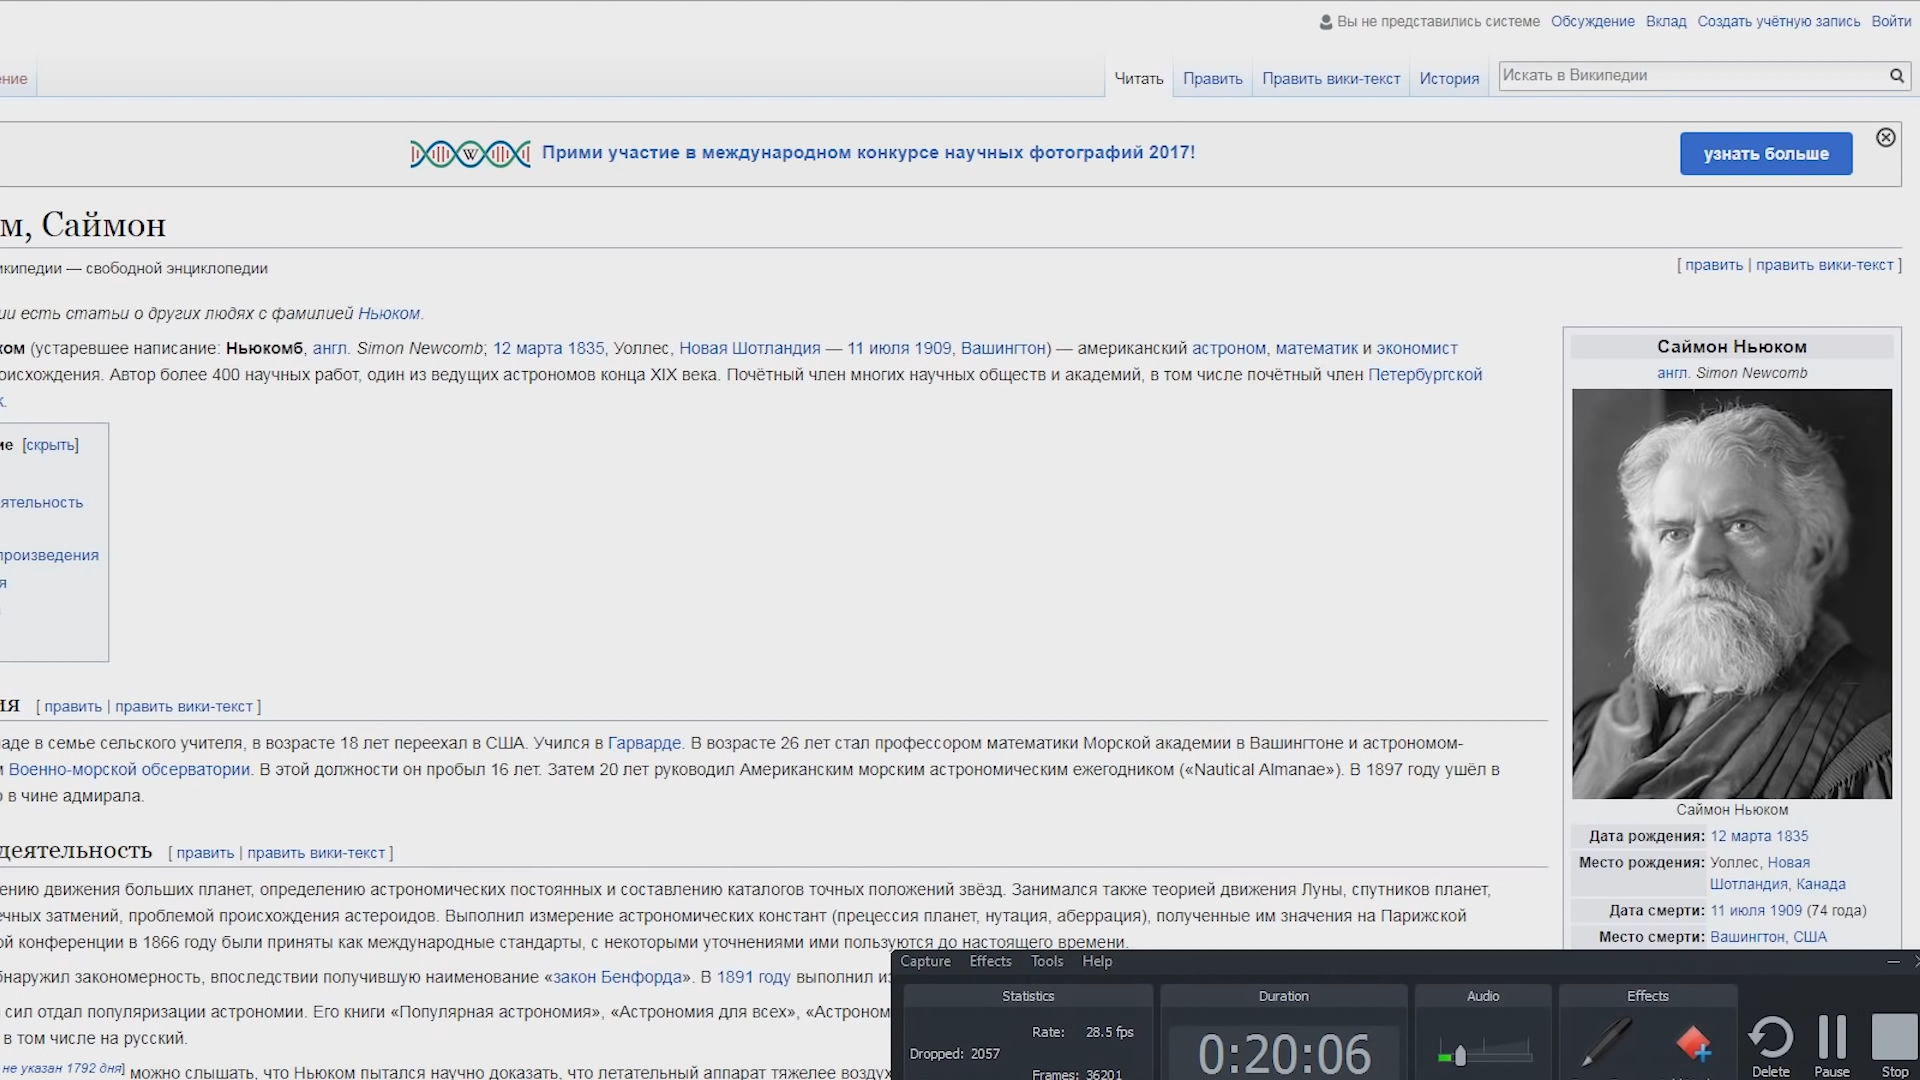 Вы не представились системе Обсуждение Вклад Создать учётную запись Войти
ение Читать Править Править вики-текст История Искать в Википедии
W Прими участие в международном конкурсе научных фотографий 2017! узнать больше
м, Саймон
икипедии — свободной энциклопедии [ править | править вики-текст ]
ии есть статьи о других людях с фамилией Ньюком.
ком (устаревшее написание: Ньюкомб, англ. Simon Newcomb; 12 марта 1835, Уоллес, Новая Шотландия — 11 июля 1909, Вашингтон) — американский астроном, математик и экономист
оисхождения. Автор более 400 научных работ, один из ведущих астрономов конца XIX века. Почётный член многих научных обществ и академий, в том числе почётный член Петербургской
к.
ие [скрыть]
ятельность
произведения
я
ия [ править | править вики-текст ]
аде в семье сельского учителя, в возрасте 18 лет переехал в США. Учился в Гарварде. В возрасте 26 лет стал профессором математики Морской академии в Вашингтоне и астрономом-
м Военно-морской обсерватории. В этой должности он пробыл 16 лет. Затем 20 лет руководил Американским морским астрономическим ежегодником («Nautical Almanae»). В 1897 году ушёл в
о в чине адмирала.
деятельность [ править | править вики-текст ]
ению движения больших планет, определению астрономических постоянных и составлению каталогов точных положений звёзд. Занимался также теорией движения Луны, спутников планет,
ечных затмений, проблемой происхождения астероидов. Выполнил измерение астрономических констант (прецессия планет, нутация, аберрация), полученные им значения на Парижской
ой конференции в 1866 году были приняты как международные стандарты, с некоторыми уточнениями ими пользуются до настоящего времени.
бнаружил закономерность, впоследствии получившую наименование «закон Бенфорда». В 1891 году выполнил из
сил отдал популяризации астрономии. Его книги «Популярная астрономия», «Астрономия для всех», «Астроном
в том числе на русский.
не указан 1792 дня] можно слышать, что Ньюком пытался научно доказать, что летательный аппарат тяжелее воздух
Саймон Ньюком
англ. Simon Newcomb
Саймон Ньюком
Дата рождения: 12 марта 1835
Место рождения: Уоллес, Новая
Шотландия, Канада
Дата смерти: 11 июля 1909 (74 года)
Место смерти: Вашингтон, США
Capture Effects Tools Help
Statistics Duration Audio Effects
Rate: 28.5 fps
Dropped: 2057
Frames: 36201
0:20:06
Delete Pause Stop